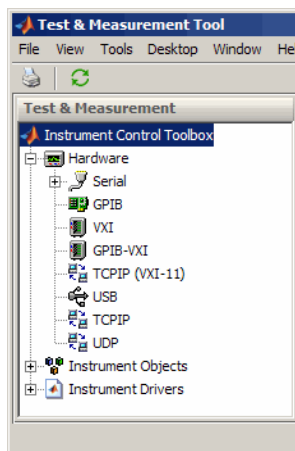 Test & Measurement Tool
File View Tools Desktop Window He
Test & Measurement
Instrument Control Toolbox
Hardware
Serial
GPIB
VXI
GPIB-VXI
TCPIP (VXI-11)
USB
TCPIP
UDP
Instrument Objects
Instrument Drivers